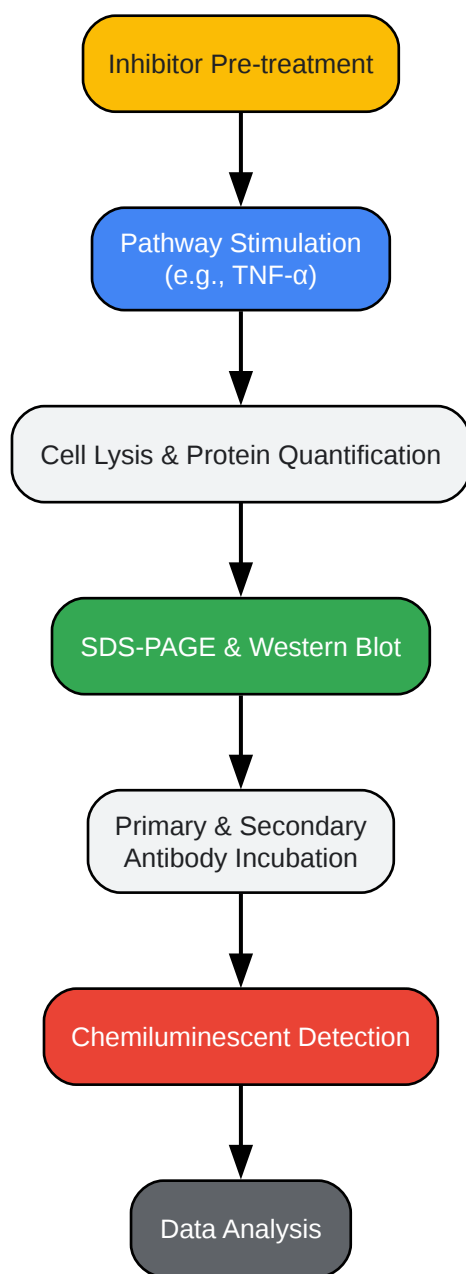 Inhibitor Pre-treatment
Pathway Stimulation
(e.g., TNF-α)
Cell Lysis & Protein Quantification
SDS-PAGE & Western Blot
Primary & Secondary
Antibody Incubation
Chemiluminescent Detection
Data Analysis